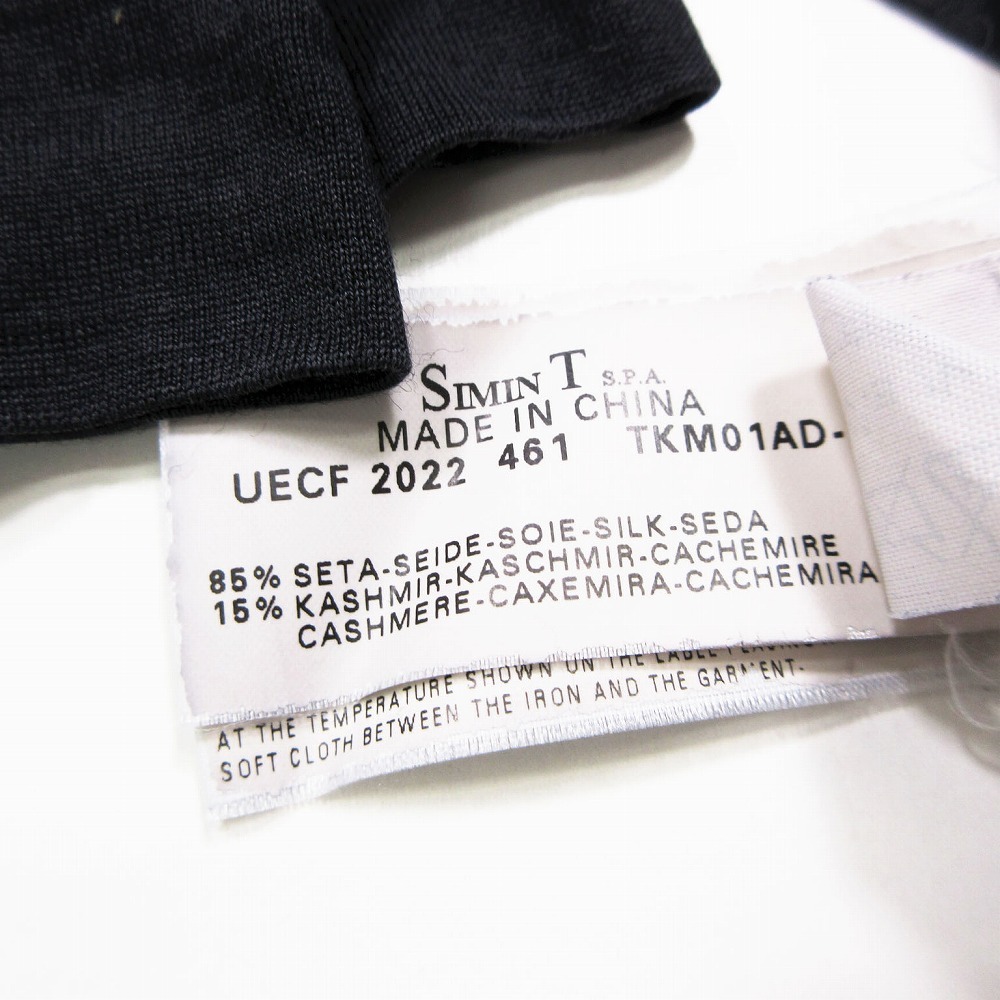 SIMIN T S.P.A.
MADE IN CHINA
UECF 2022 461 TKM01AD-
85% SETA-SEIDE-SOIE-SILK-SEDA
15% KASHMIR-KASCHMIR-CACHEMIRE
CASHMERE-CAXEMIRA-CACHEMIRA
AT THE TEMPERATURE SHOWN ON THE LABEL PLACING
SOFT CLOTH BETWEEN THE IRON AND THE GARMENT.